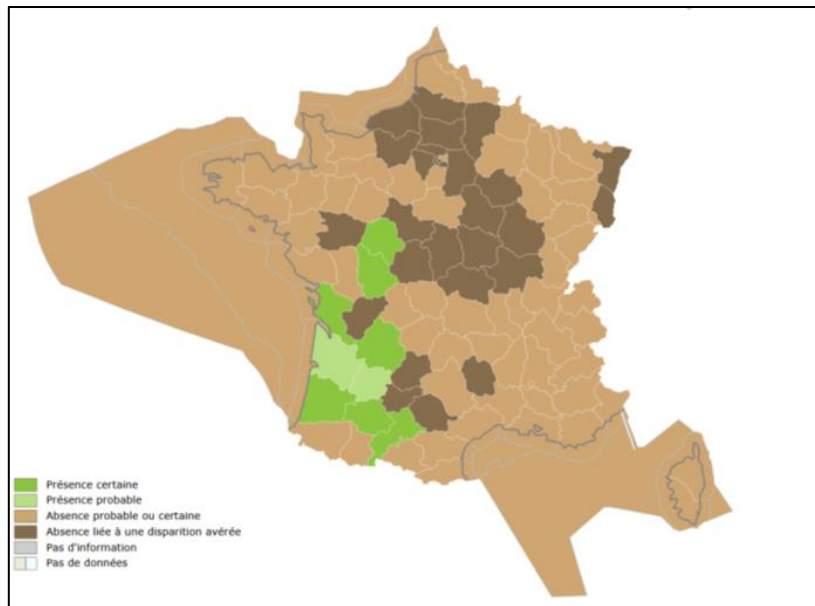 Présence certaine
Présence probable
Absence probable ou certaine
Absence liée à une disparition avérée
Pas d'information
Pas de données